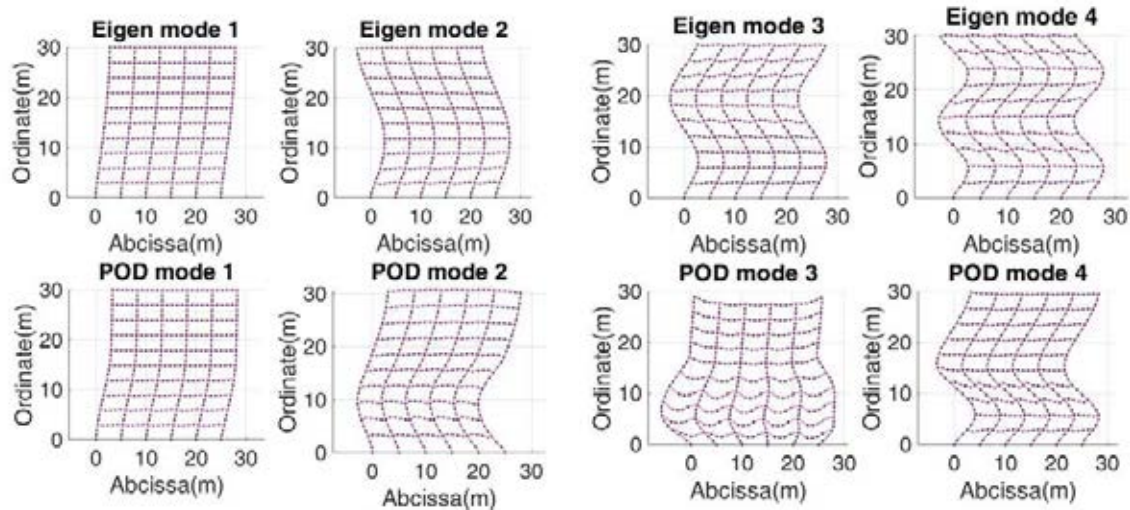 Eigen mode 1
Ordinate(m)
30
20
10
0
0 10 20 30
Abcissa(m)
Eigen mode 2
Ordinate(m)
30
20
10
0
0 10 20 30
Abcissa(m)
Eigen mode 3
Ordinate(m)
30
20
10
0
0 10 20 30
Abcissa(m)
Eigen mode 4
Ordinate(m)
30
20
10
0
0 10 20 30
Abcissa(m)
POD mode 1
Ordinate(m)
30
20
10
0
0 10 20 30
Abcissa(m)
POD mode 2
Ordinate(m)
30
20
10
0
0 10 20 30
Abcissa(m)
POD mode 3
Ordinate(m)
30
20
10
0
0 10 20 30
Abcissa(m)
POD mode 4
Ordinate(m)
30
20
10
0
0 10 20 30
Abcissa(m)